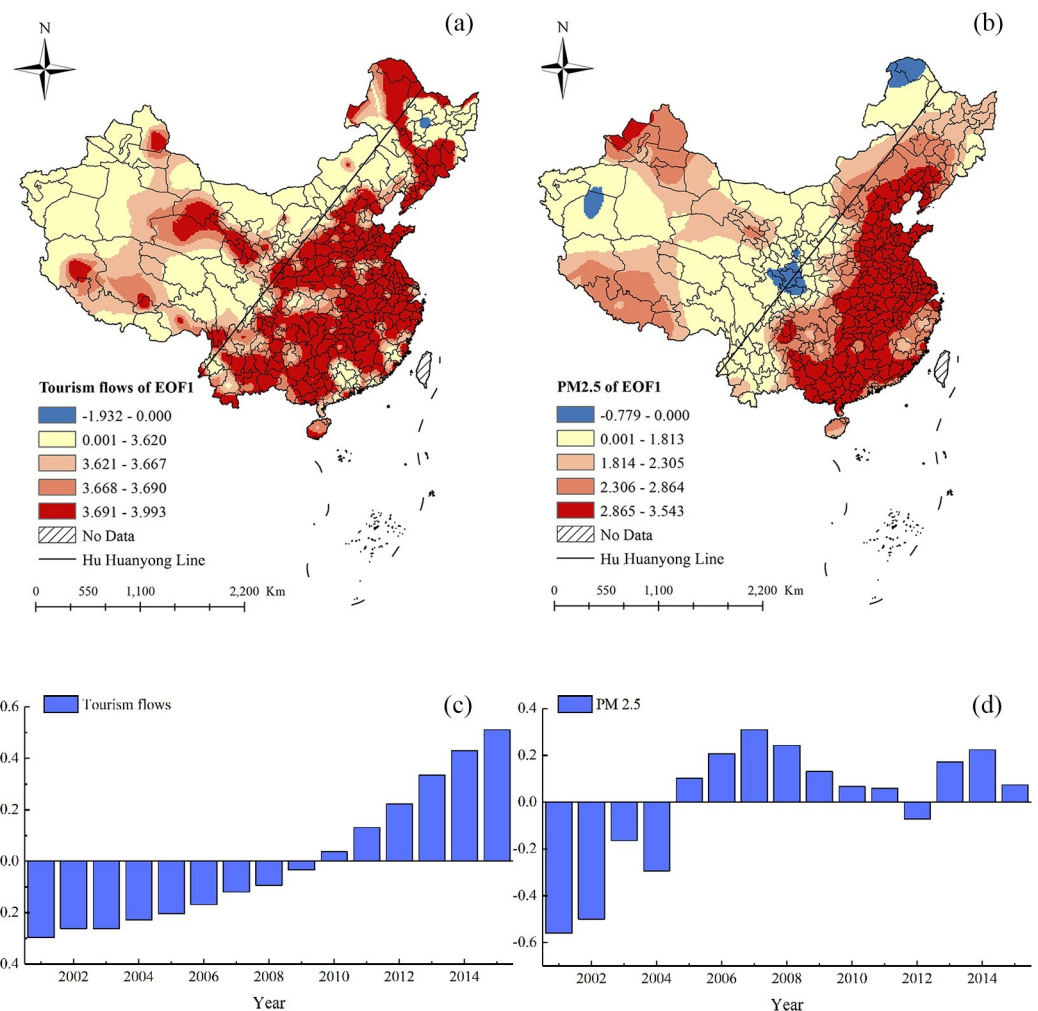 (a)
N
Tourism flows of EOF1
-1.932 - 0.000
0.001 - 3.620
3.621 - 3.667
3.668 - 3.690
3.691 - 3.993
No Data
Hu Huanyong Line
0 550 1,100 2,200 Km
(b)
N
PM2.5 of EOF1
-0.779 - 0.000
0.001 - 1.813
1.814 - 2.305
2.306 - 2.864
2.865 - 3.543
No Data
Hu Huanyong Line
0 550 1,100 2,200 Km
(c)
Tourism flows
0.6
0.4
0.2
0.0
0.2
0.4
2002 2004 2006 2008 2010 2012 2014
Year
(d)
PM 2.5
0.4
0.2
0.0
-0.2
-0.4
-0.6
2002 2004 2006 2008 2010 2012 2014
Year